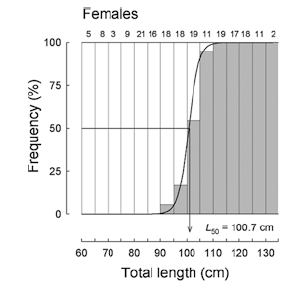 Females
5 8 3 9 21 16 18 18 19 11 19 17 18 11 2
100
75
50
25
0
Frequency (%)
L50 = 100.7 cm
60 70 80 90 100 110 120 130
Total length (cm)